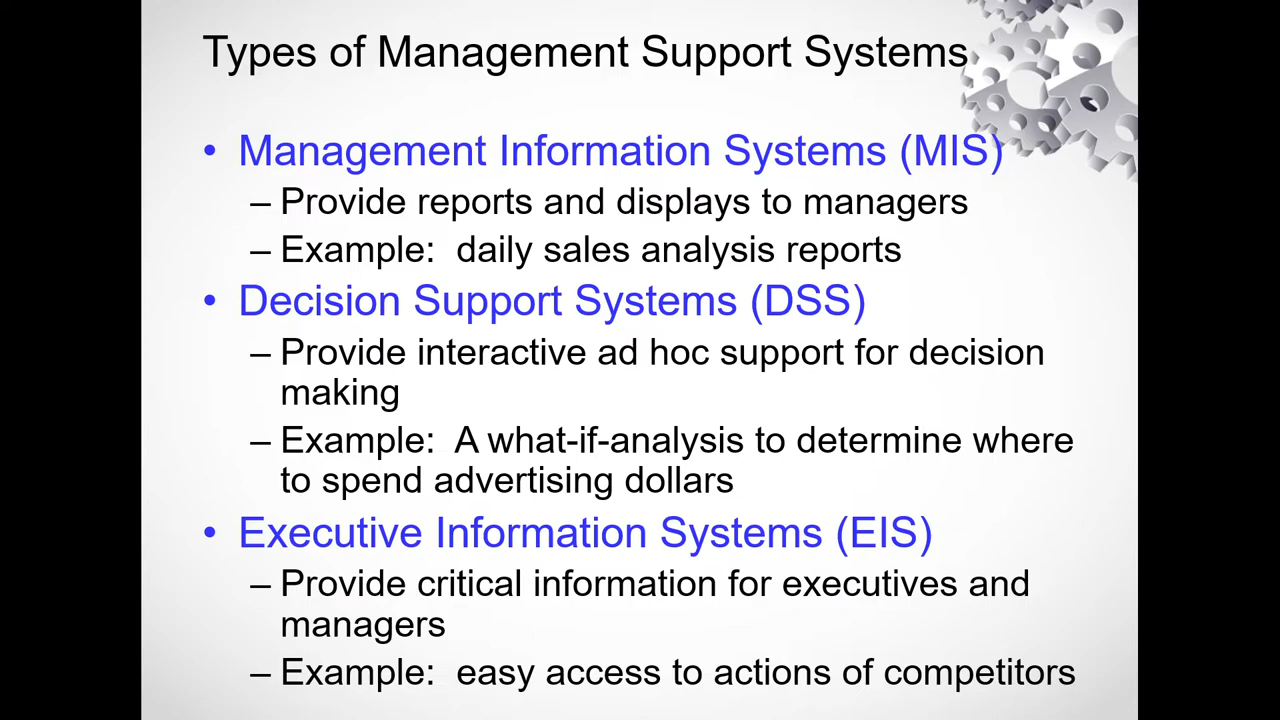 Types of Management Support Systems
• Management Information Systems (MIS)
– Provide reports and displays to managers
– Example:  daily sales analysis reports
• Decision Support Systems (DSS)
– Provide interactive ad hoc support for decision
making
– Example:  A what-if-analysis to determine where
to spend advertising dollars
• Executive Information Systems (EIS)
– Provide critical information for executives and
managers
– Example:  easy access to actions of competitors